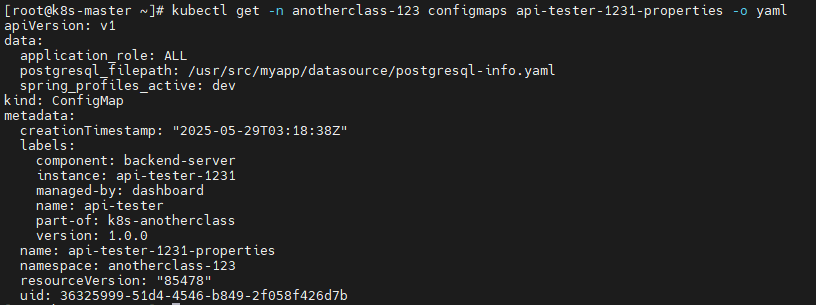 [root@k8s-master ~]# kubectl get -n anotherclass-123 configmaps api-tester-1231-properties -o yaml
apiVersion: v1
data:
  application_role: ALL
  postgresql_filepath: /usr/src/myapp/datasource/postgresql-info.yaml
  spring_profiles_active: dev
kind: ConfigMap
metadata:
  creationTimestamp: "2025-05-29T03:18:38Z"
  labels:
    component: backend-server
    instance: api-tester-1231
    managed-by: dashboard
    name: api-tester
    part-of: k8s-anotherclass
    version: 1.0.0
  name: api-tester-1231-properties
  namespace: anotherclass-123
  resourceVersion: "85478"
  uid: 36325999-51d4-4546-b849-2f058f426d7b